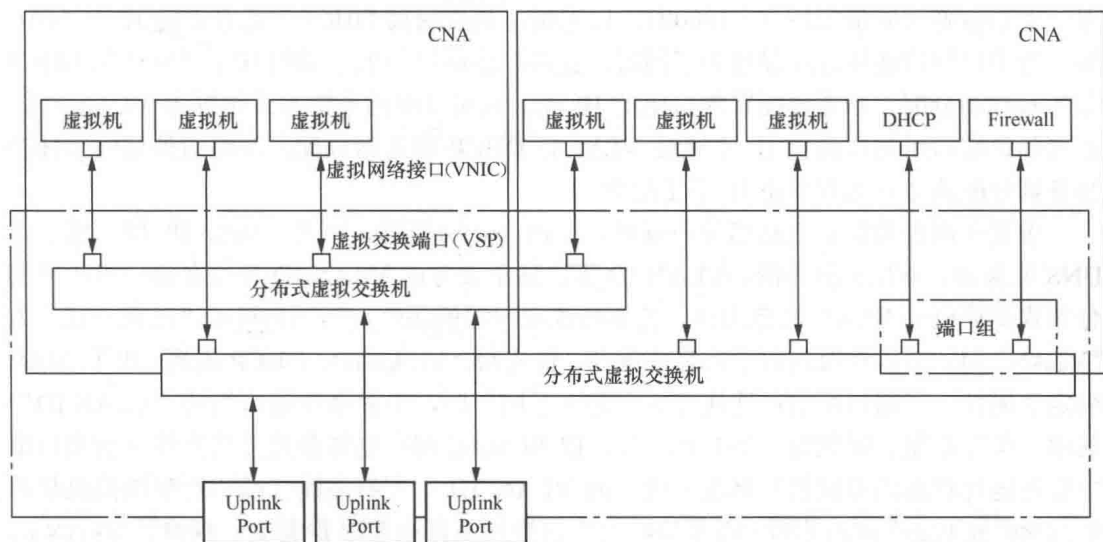 CNA
CNA
虚拟机 虚拟机 虚拟机 虚拟机 虚拟机 虚拟机 DHCP Firewall
虚拟网络接口(VNIC)
虚拟交换端口(VSP)
分布式虚拟交换机
端口组
分布式虚拟交换机
Uplink Port
Uplink Port
Uplink Port